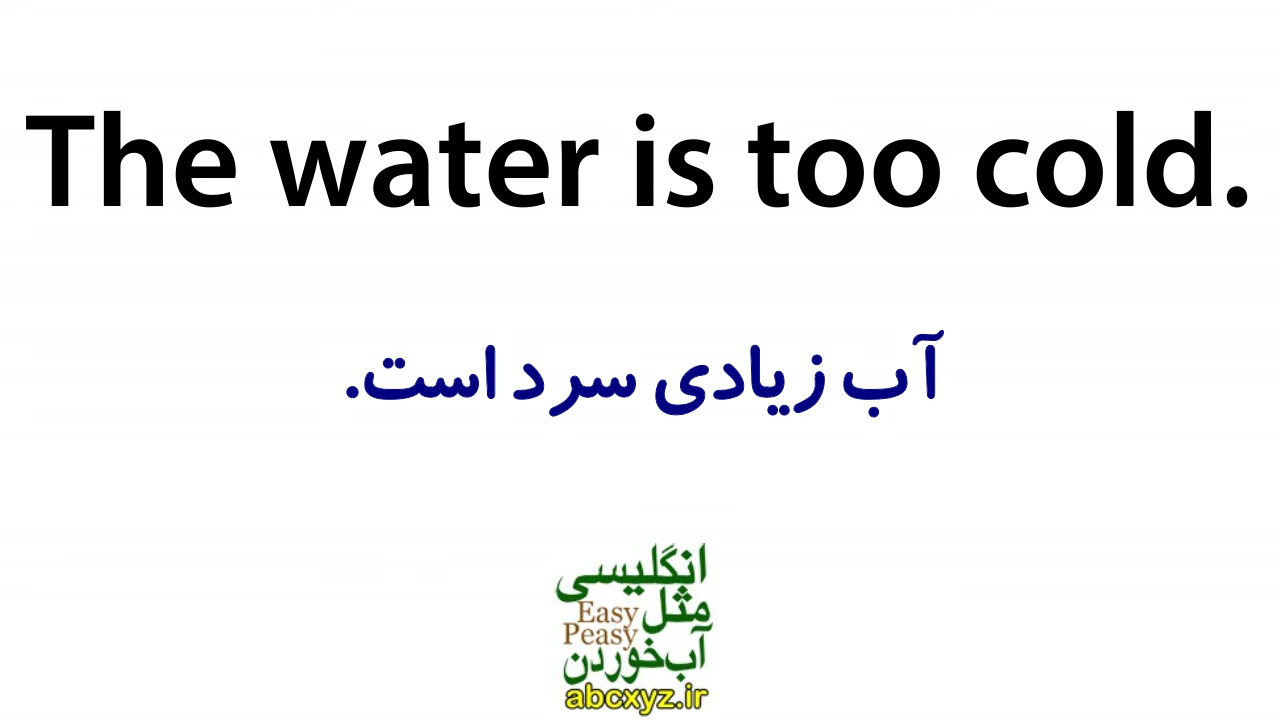 The water is too cold.
آب زیادی سرد است.
انگلیسی
مثل Easy
Peasy
آب‌خوردن
abcxyz.ir